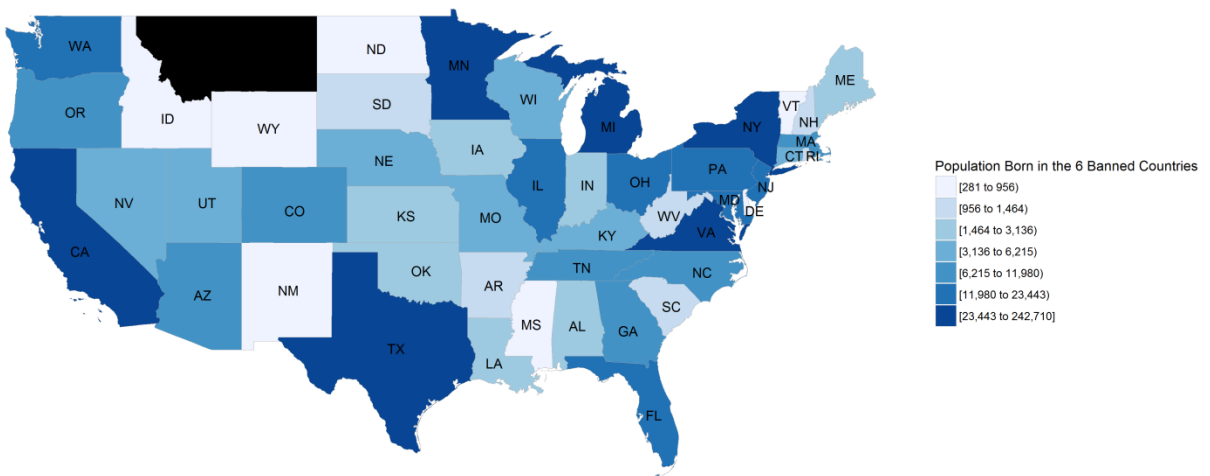 WA
ND
MN
ME
OR
ID
SD
WI
VT
NH
WY
MI
NY
MA
CT RI
NE
IA
PA
NJ
NV
UT
CO
IL
IN
OH
MD
DE
KS
MO
WV
VA
KY
CA
AZ
NM
OK
TN
NC
AR
SC
MS
AL
GA
TX
LA
FL
Population Born in the 6 Banned Countries
[281 to 956)
[956 to 1,464)
[1,464 to 3,136)
[3,136 to 6,215)
[6,215 to 11,980)
[11,980 to 23,443)
[23,443 to 242,710]